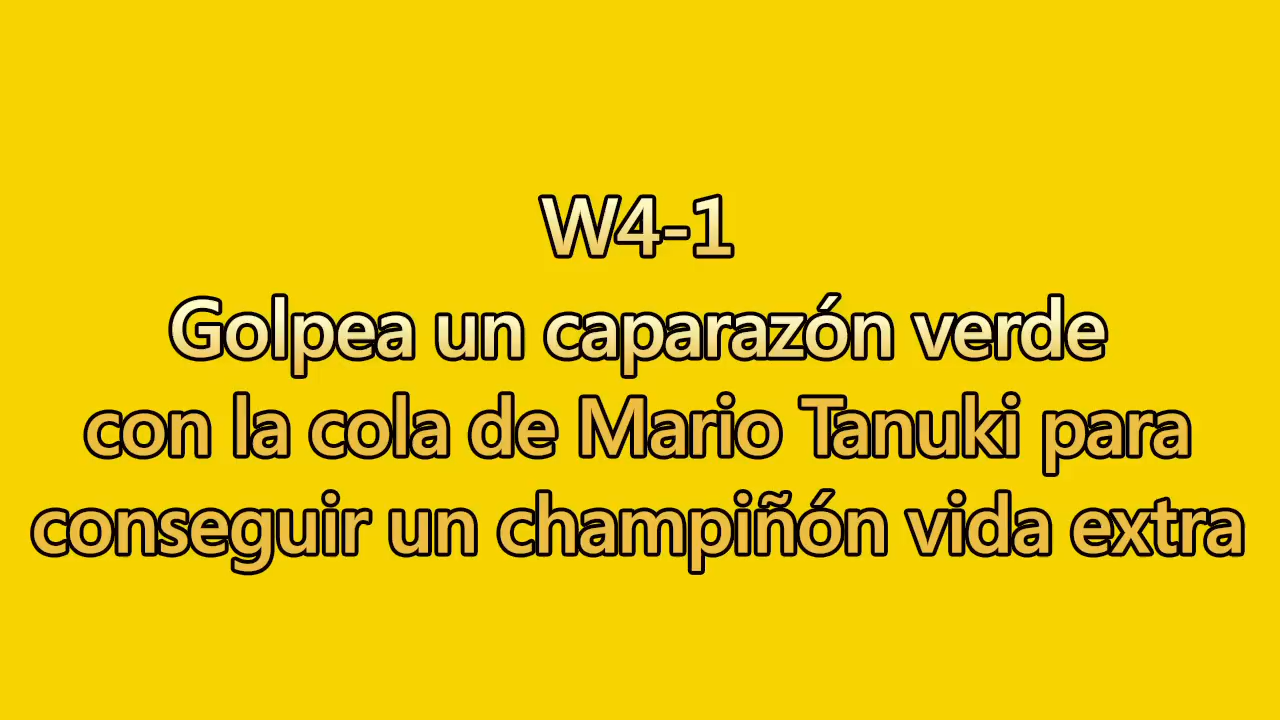 W4-1
Golpea un caparazón verde
con la cola de Mario Tanuki para
conseguir un champiñón vida extra